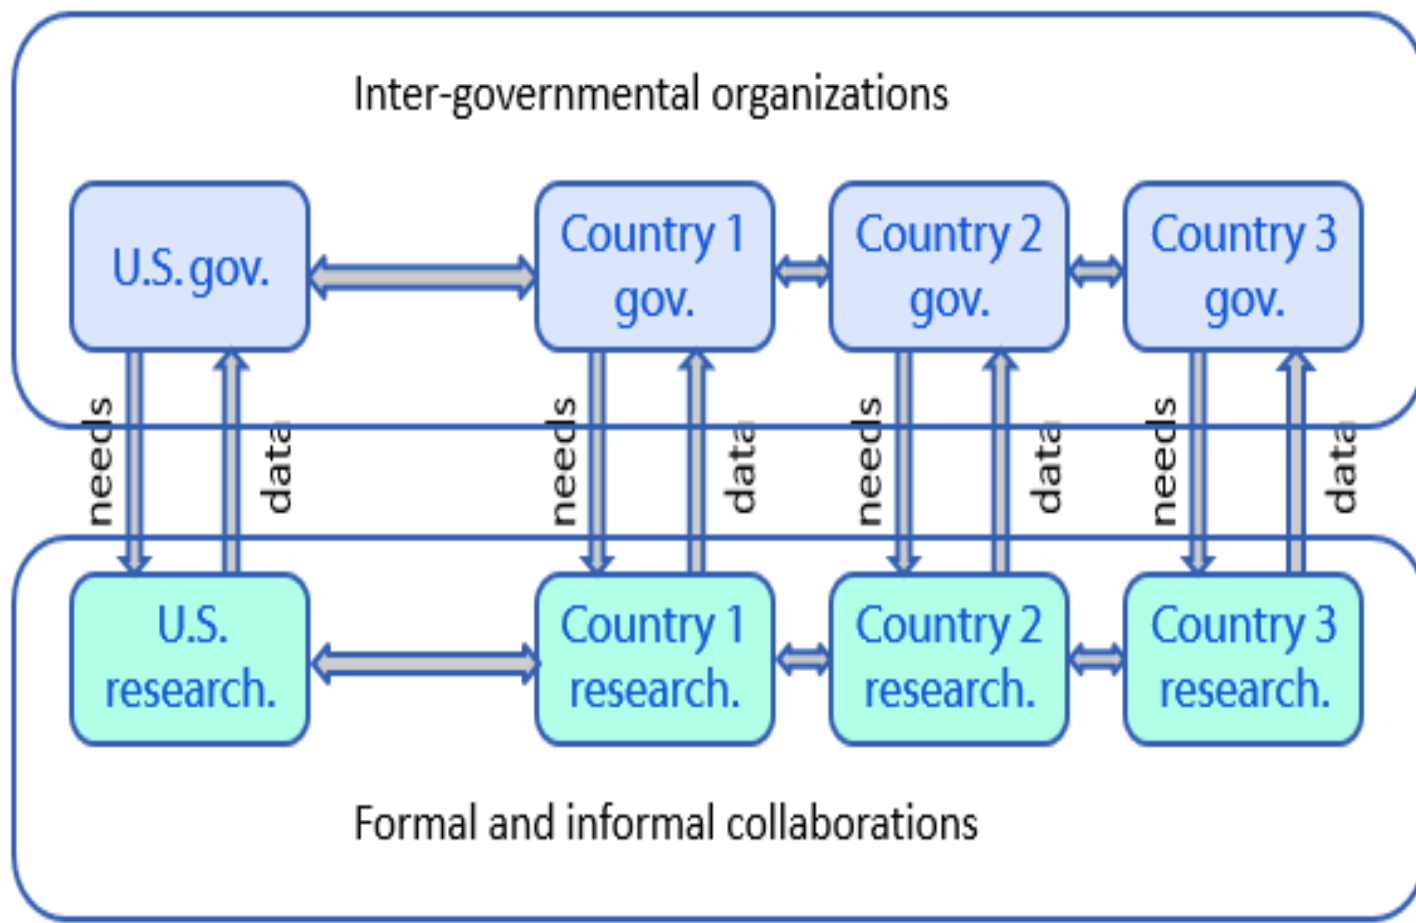 Inter-governmental organizations
U.S. gov.
Country 1
gov.
Country 2
gov.
Country 3
gov.
needs
data
needs
data
needs
data
needs
data
U.S.
research.
Country 1
research.
Country 2
research.
Country 3
research.
Formal and informal collaborations